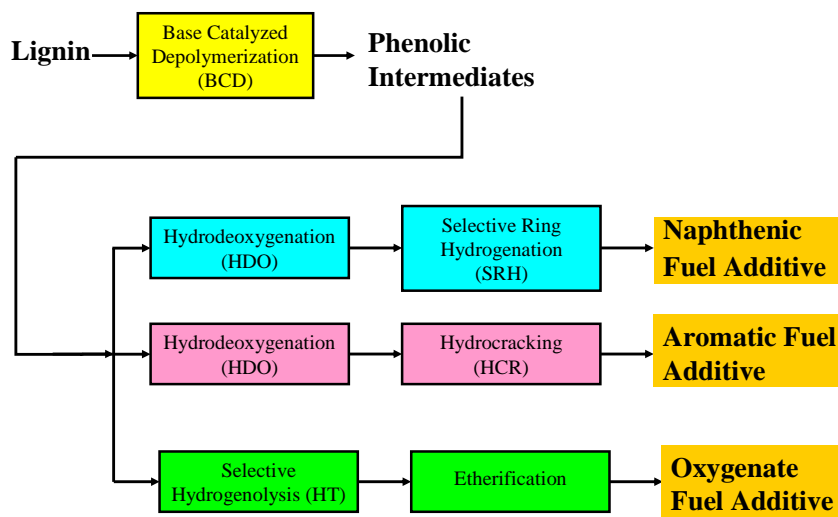 Lignin
Base Catalyzed
Depolymerization
(BCD)
Phenolic
Intermediates
Hydrodeoxygenation
(HDO)
Selective Ring
Hydrogenation
(SRH)
Naphthenic
Fuel Additive
Hydrodeoxygenation
(HDO)
Hydrocracking
(HCR)
Aromatic Fuel
Additive
Selective
Hydrogenolysis (HT)
Etherification
Oxygenate
Fuel Additive